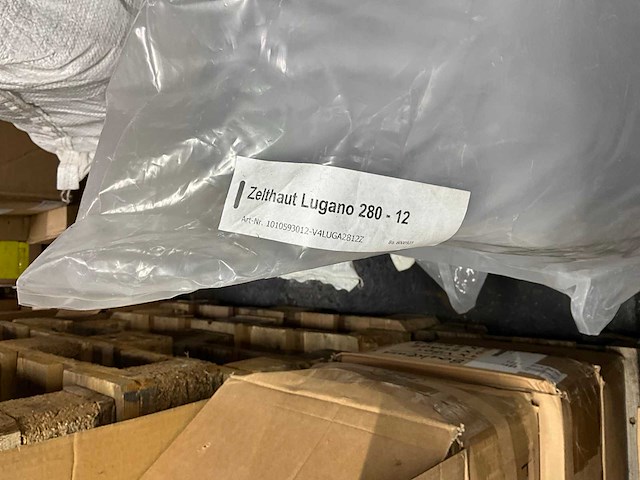 Zelthaut Lugano 280 - 12
Art-Nr. 1010593012-V4LUGA2812Z